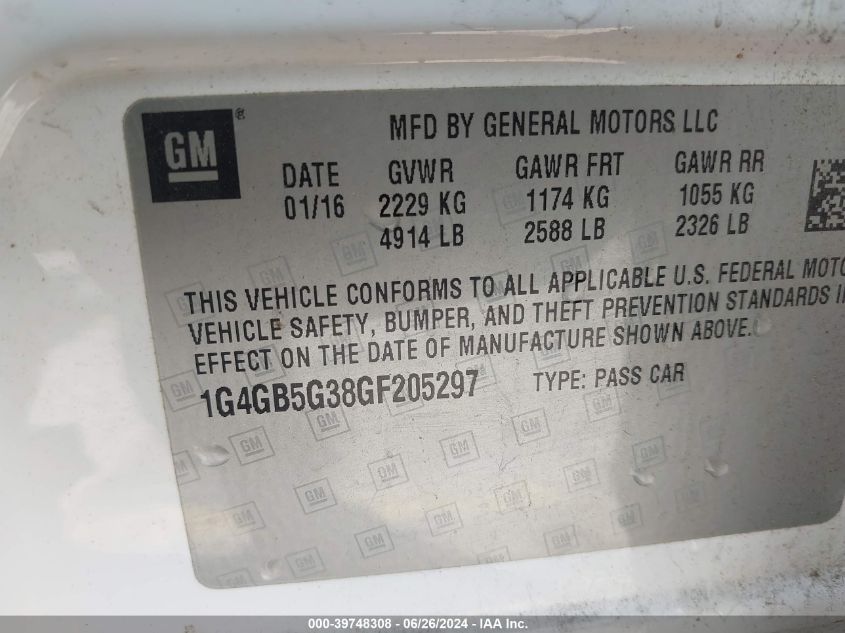 GM®
MFD BY GENERAL MOTORS LLC
DATE GVWR GAWR FRT GAWR RR
01/16 2229 KG 1174 KG 1055 KG
4914 LB 2588 LB 2326 LB
THIS VEHICLE CONFORMS TO ALL APPLICABLE U.S. FEDERAL MOTO
VEHICLE SAFETY, BUMPER, AND THEFT PREVENTION STANDARDS I
EFFECT ON THE DATE OF MANUFACTURE SHOWN ABOVE.
1G4GB5G38GF205297 TYPE: PASS CAR
000-39748308 - 06/26/2024 - IAA Inc.